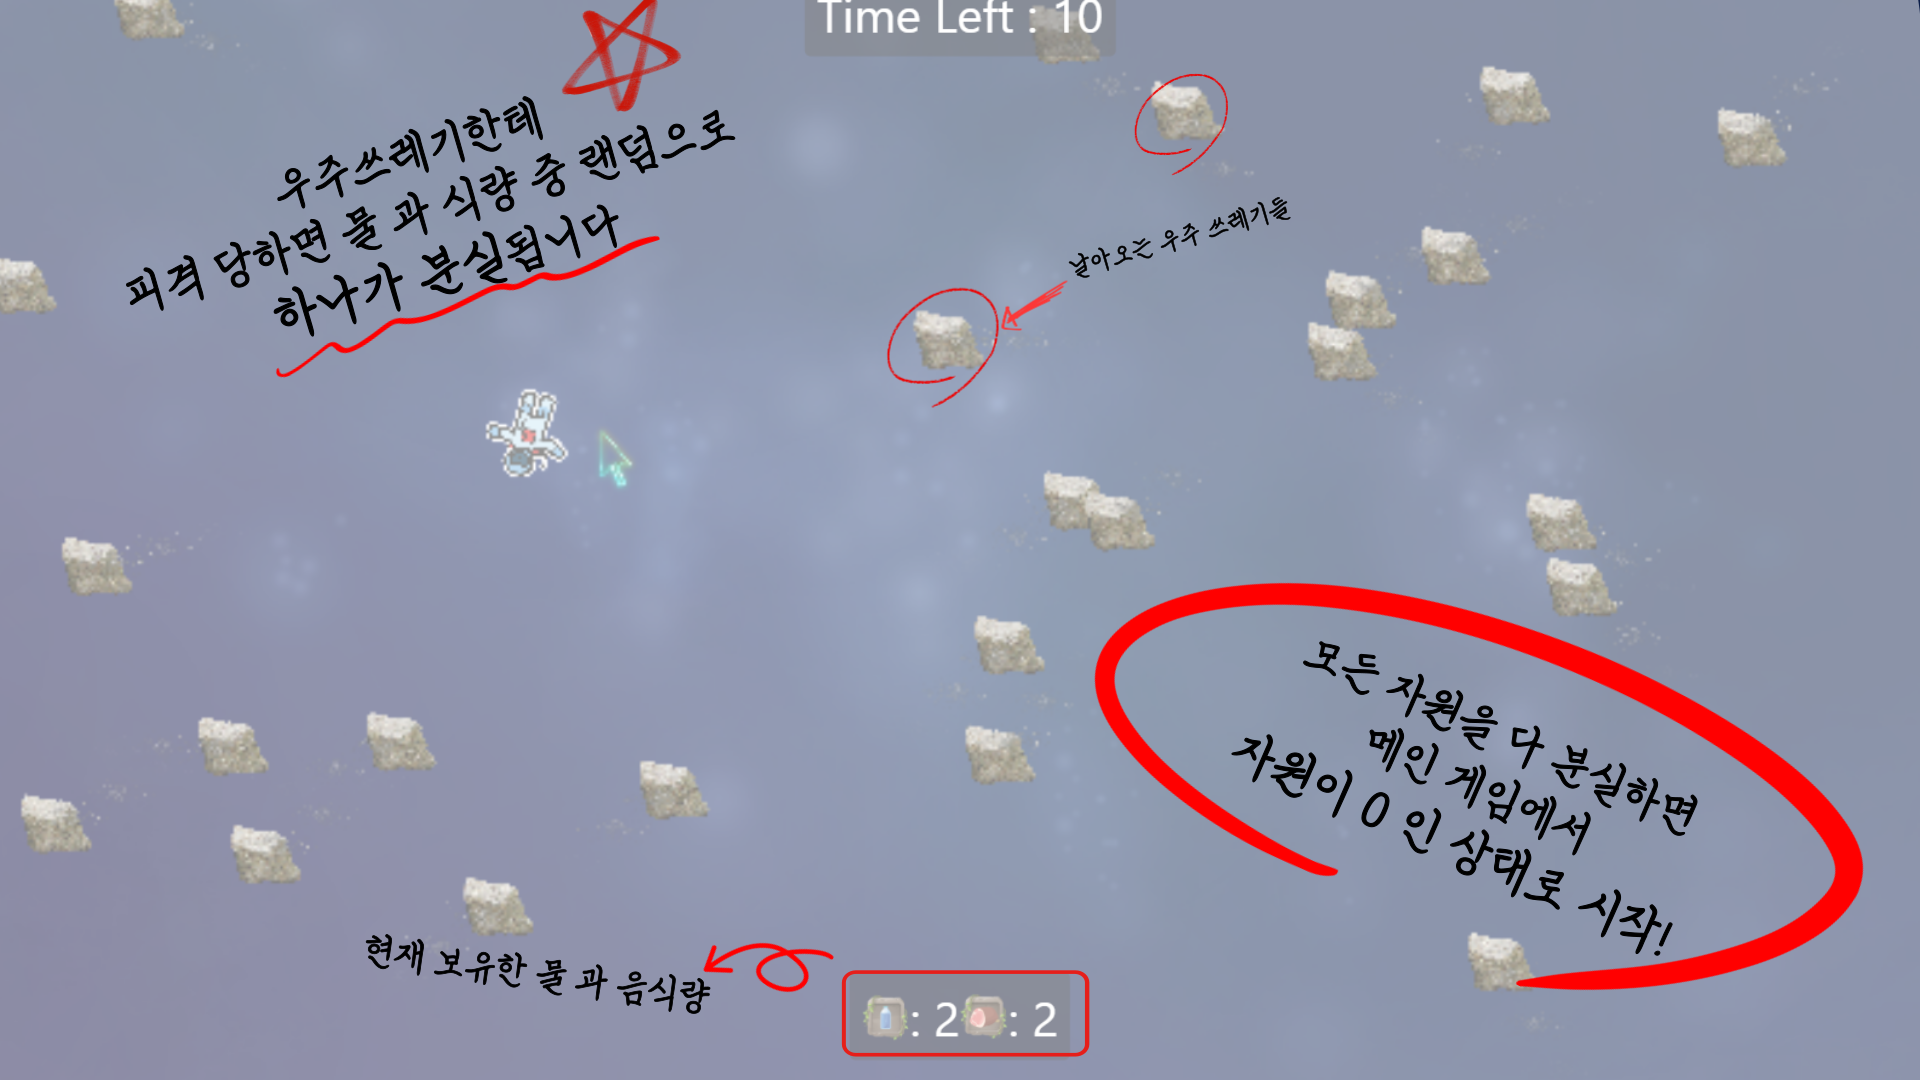 Time Left : 10
우주쓰레기한테
피격 당하면 물 과 식량 중 랜덤으로
하나가 분실됩니다
날아오는 우주 쓰레기들
모든 자원을 다 분실하면
메인 게임에서
자원이 0 인 상태로 시작!
현재 보유한 물 과 음식량
: 2 : 2